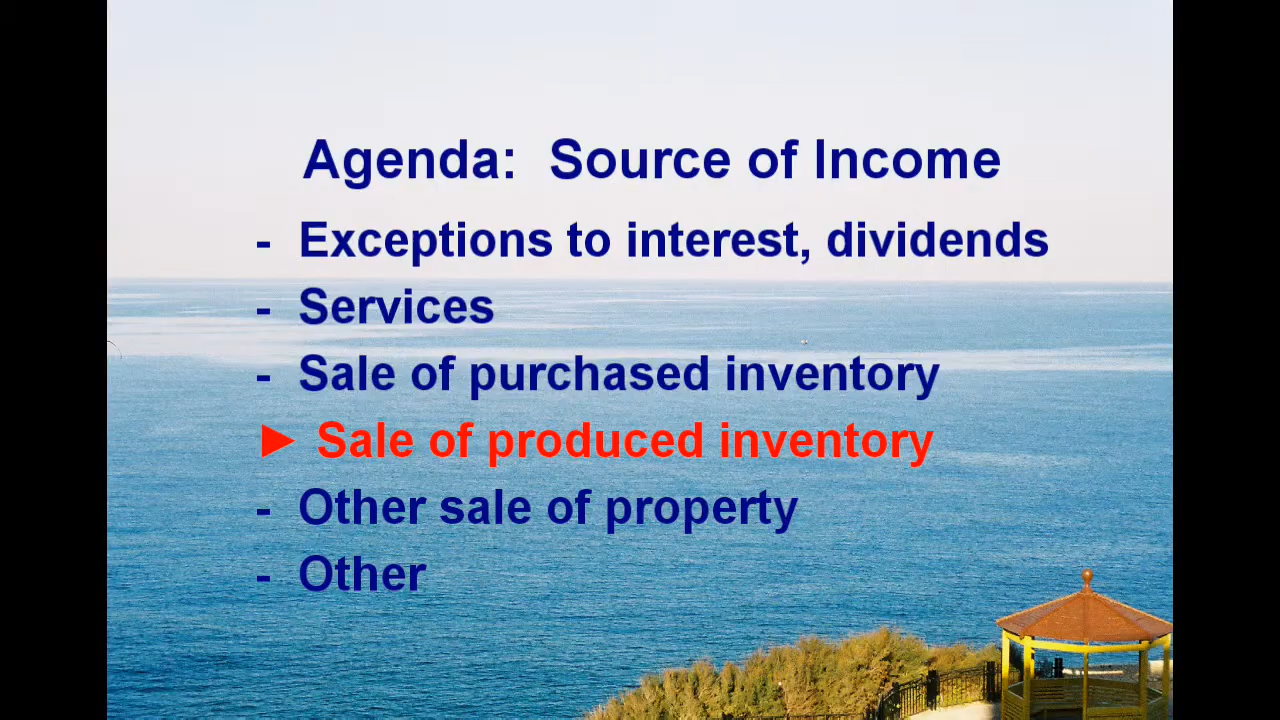 Agenda:  Source of Income
-  Exceptions to interest, dividends
-  Services
-  Sale of purchased inventory
► Sale of produced inventory
-  Other sale of property
-  Other